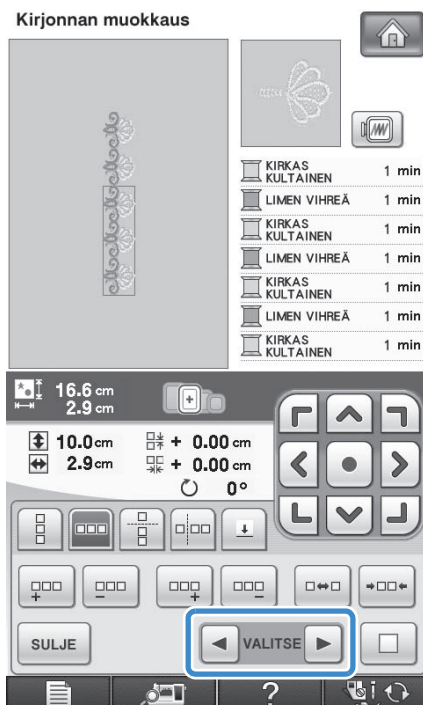 Kirjonnan muokkaus
KIRKAS
KULTAINEN
1 min
LIMEN VIHREÄ
1 min
KIRKAS
KULTAINEN
1 min
LIMEN VIHREÄ
1 min
KIRKAS
KULTAINEN
1 min
LIMEN VIHREÄ
1 min
KIRKAS
KULTAINEN
1 min
16.6 cm
2.9 cm
10.0 cm
+ 0.00 cm
2.9 cm
+ 0.00 cm
0°
SULJE
VALITSE
?